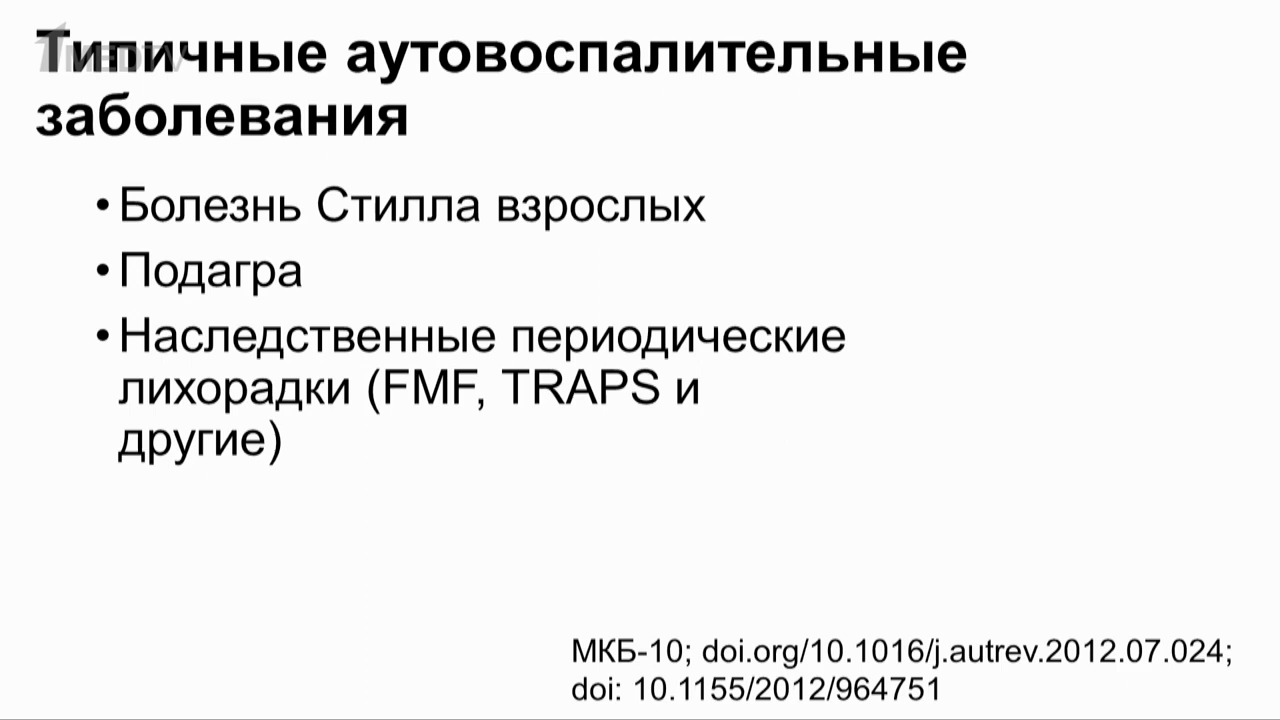 Типичные аутовоспалительные
заболевания
•Болезнь Стилла взрослых
•Подагра
•Наследственные периодические
лихорадки (FMF, TRAPS и
другие)
МКБ-10; doi.org/10.1016/j.autrev.2012.07.024;
doi: 10.1155/2012/964751
1MEDTV